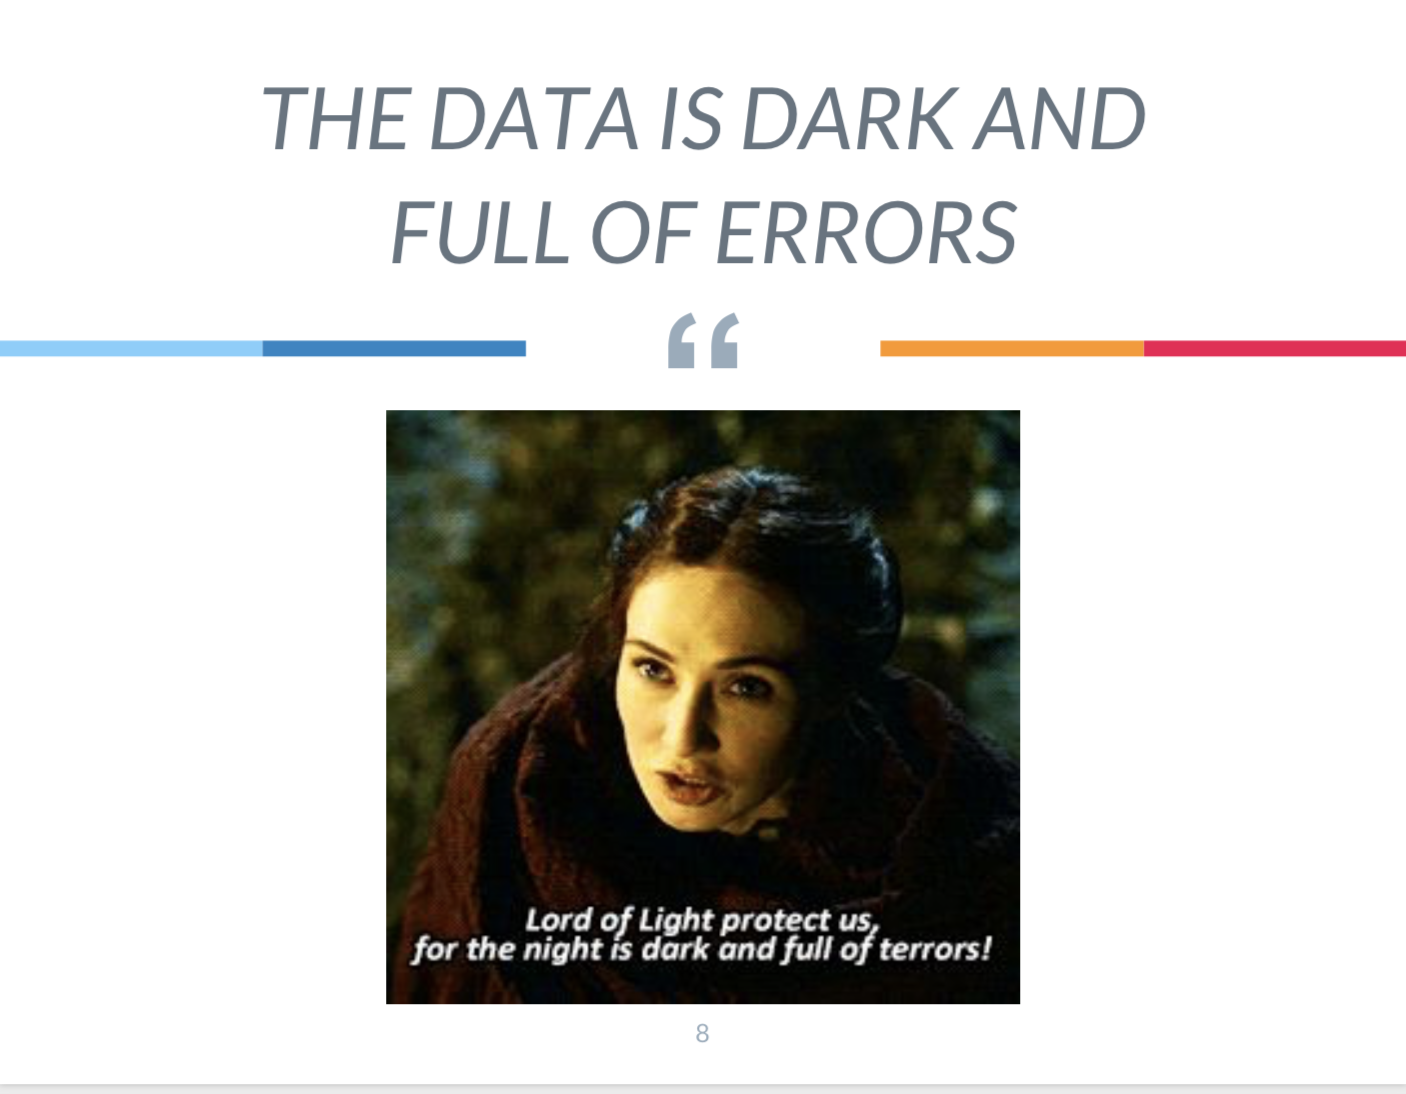 THE DATA IS DARK AND
FULL OF ERRORS
“
Lord of Light protect us,
for the night is dark and full of terrors!
8